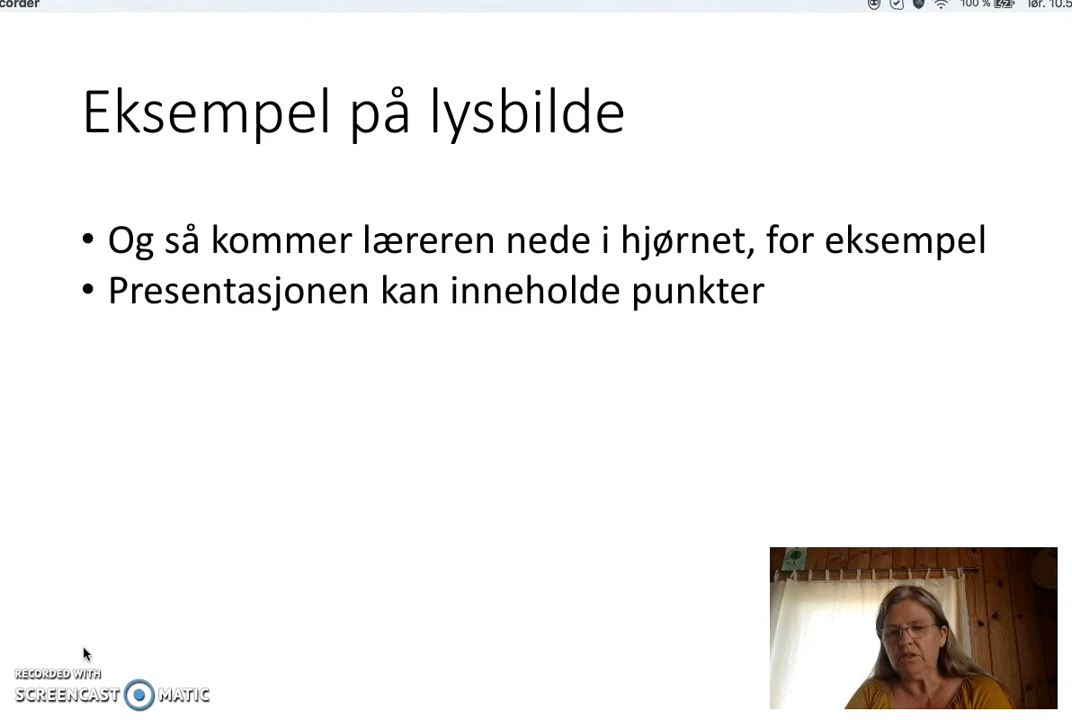 corder
100 %
lør. 10.5
Eksempel på lysbilde
• Og så kommer læreren nede i hjørnet, for eksempel
• Presentasjonen kan inneholde punkter
RECORDED WITH
SCREENCAST MATIC